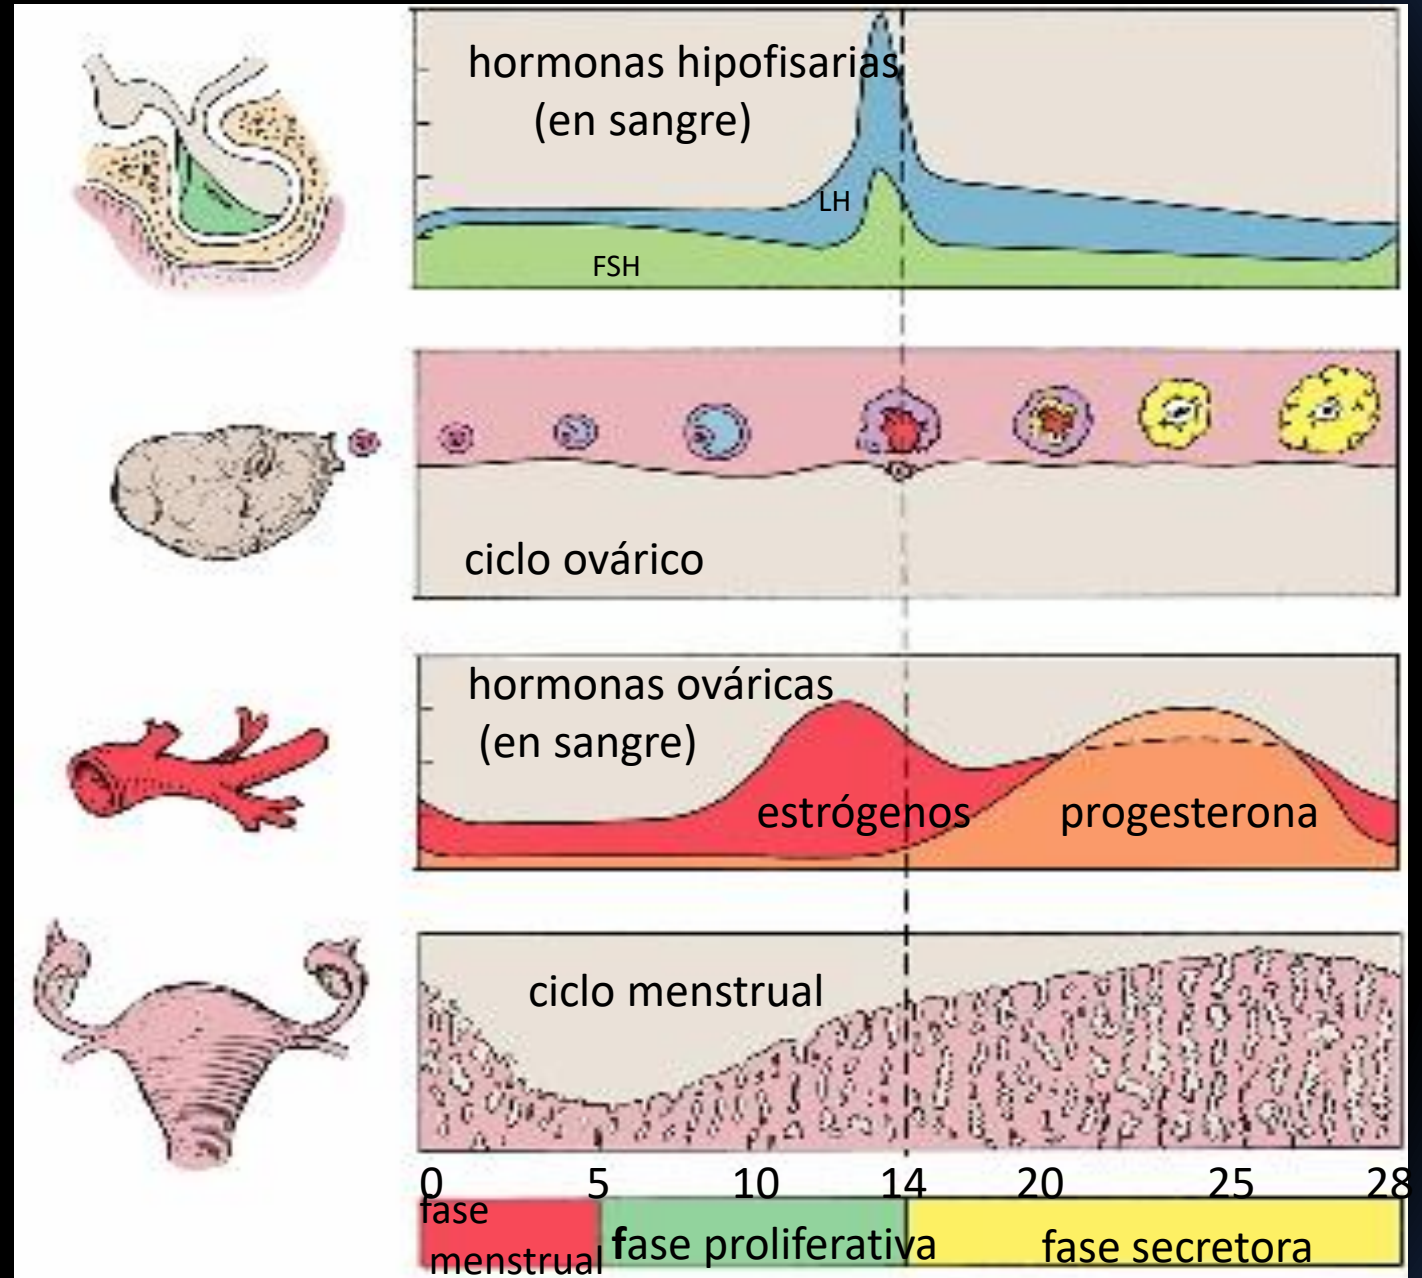 hormonas hipofisarias
(en sangre)
LH
FSH
ciclo ovárico
hormonas ováricas
(en sangre)
estrógenos
progesterona
ciclo menstrual
0 5 10 14 20 25 28
fase
menstrual
fase proliferativa
fase secretora